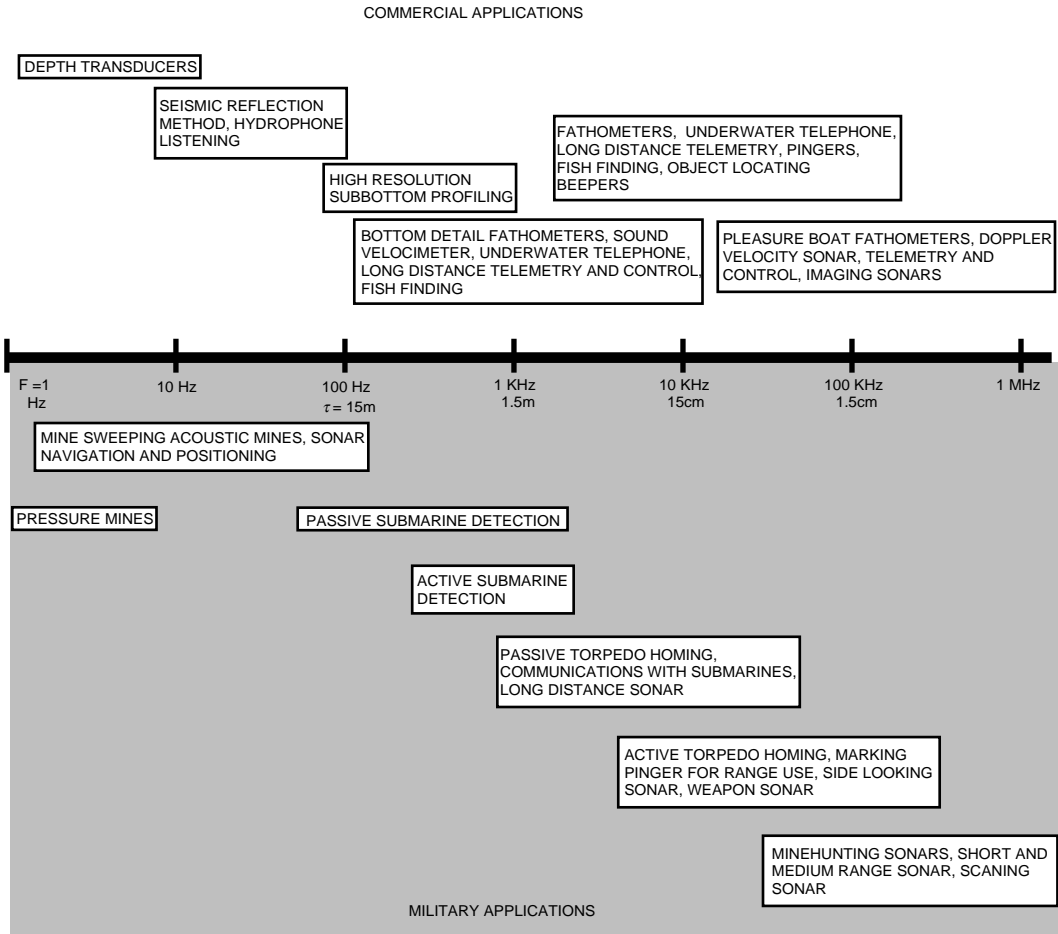 COMMERCIAL APPLICATIONS
DEPTH TRANSDUCERS
SEISMIC REFLECTION
METHOD, HYDROPHONE
LISTENING
FATHOMETERS, UNDERWATER TELEPHONE,
LONG DISTANCE TELEMETRY, PINGERS,
FISH FINDING, OBJECT LOCATING
BEEPERS
HIGH RESOLUTION
SUBBOTTOM PROFILING
BOTTOM DETAIL FATHOMETERS, SOUND
VELOCIMETER, UNDERWATER TELEPHONE,
LONG DISTANCE TELEMETRY AND CONTROL,
FISH FINDING
PLEASURE BOAT FATHOMETERS, DOPPLER
VELOCITY SONAR, TELEMETRY AND
CONTROL, IMAGING SONARS
F =1
Hz
10 Hz
100 Hz
τ = 15m
1 KHz
1.5m
10 KHz
15cm
100 KHz
1.5cm
1 MHz
MINE SWEEPING ACOUSTIC MINES, SONAR
NAVIGATION AND POSITIONING
PRESSURE MINES
PASSIVE SUBMARINE DETECTION
ACTIVE SUBMARINE
DETECTION
PASSIVE TORPEDO HOMING,
COMMUNICATIONS WITH SUBMARINES,
LONG DISTANCE SONAR
ACTIVE TORPEDO HOMING, MARKING
PINGER FOR RANGE USE, SIDE LOOKING
SONAR, WEAPON SONAR
MINEHUNTING SONARS, SHORT AND
MEDIUM RANGE SONAR, SCANING
SONAR
MILITARY APPLICATIONS